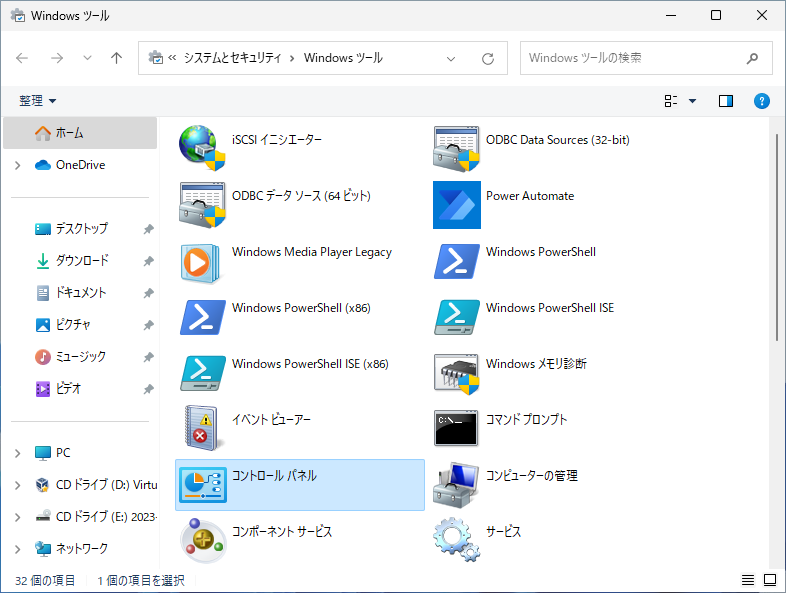 Windows ツール
« システムとセキュリティ › Windows ツール
Windows ツールの検索
整理
ホーム
OneDrive
デスクトップ
ダウンロード
ドキュメント
ピクチャ
ミュージック
ビデオ
PC
CD ドライブ (D:) Virtu
CD ドライブ (E:) 2023-
ネットワーク
iSCSI イニシエーター
ODBC Data Sources (32-bit)
ODBC データ ソース (64 ビット)
Power Automate
Windows Media Player Legacy
Windows PowerShell
Windows PowerShell (x86)
Windows PowerShell ISE
Windows PowerShell ISE (x86)
Windows メモリ診断
イベント ビューアー
コマンド プロンプト
コントロール パネル
コンピューターの管理
コンポーネント サービス
サービス
32 個の項目
1 個の項目を選択